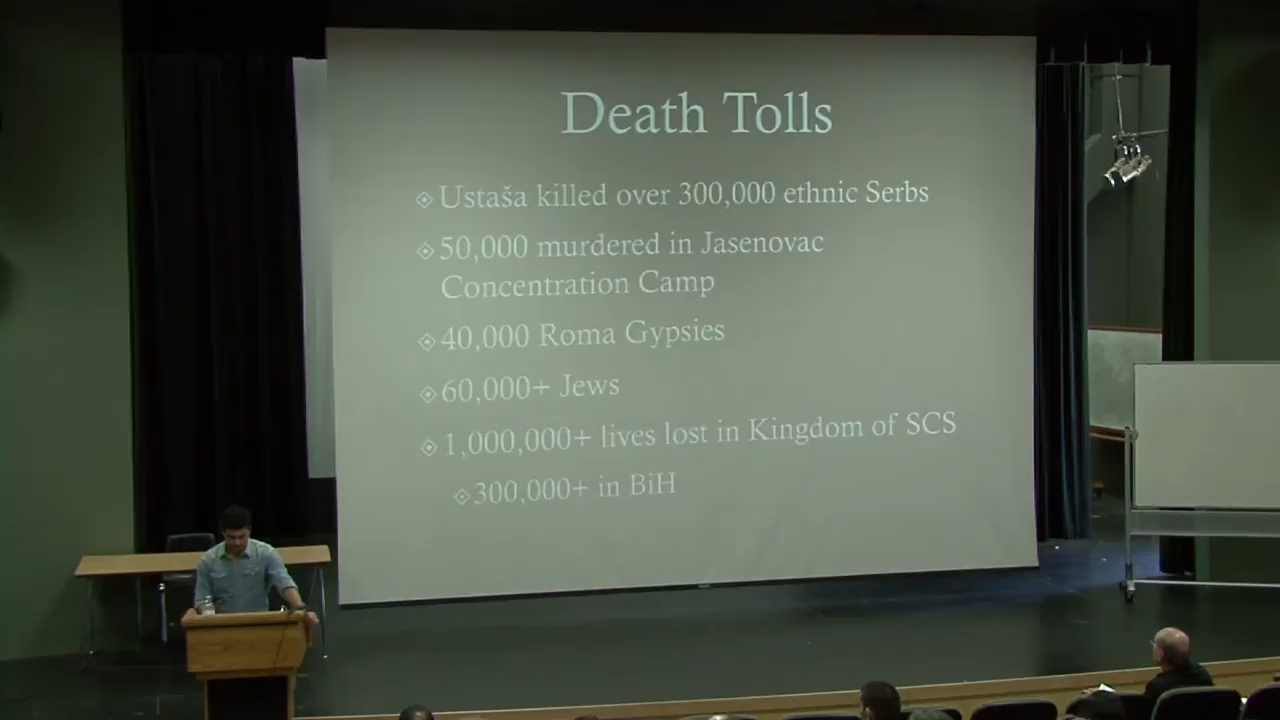 Death Tolls
Ustaša killed over 300,000 ethnic Serbs
50,000 murdered in Jasenovac
Concentration Camp
40,000 Roma Gypsies
60,000+ Jews
1,000,000+ lives lost in Kingdom of SCS
300,000+ in BiH